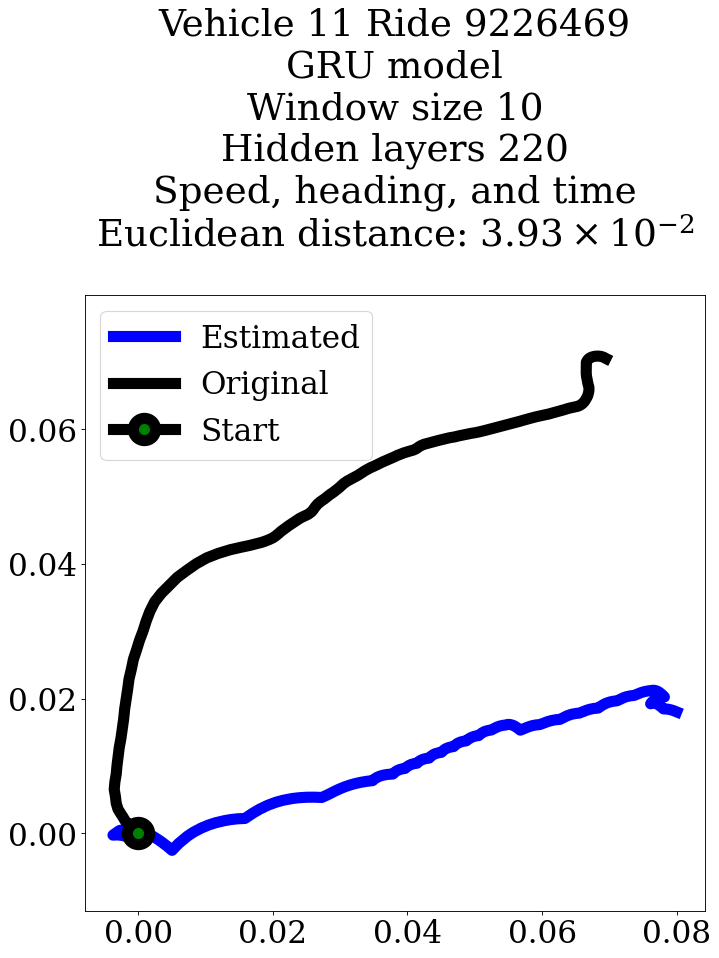 Vehicle 11 Ride 9226469
GRU model
Window size 10
Hidden layers 220
Speed, heading, and time
Euclidean distance: 3.93 × 10⁻²
Estimated
Original
Start
0.06
0.04
0.02
0.00
0.00 0.02 0.04 0.06 0.08